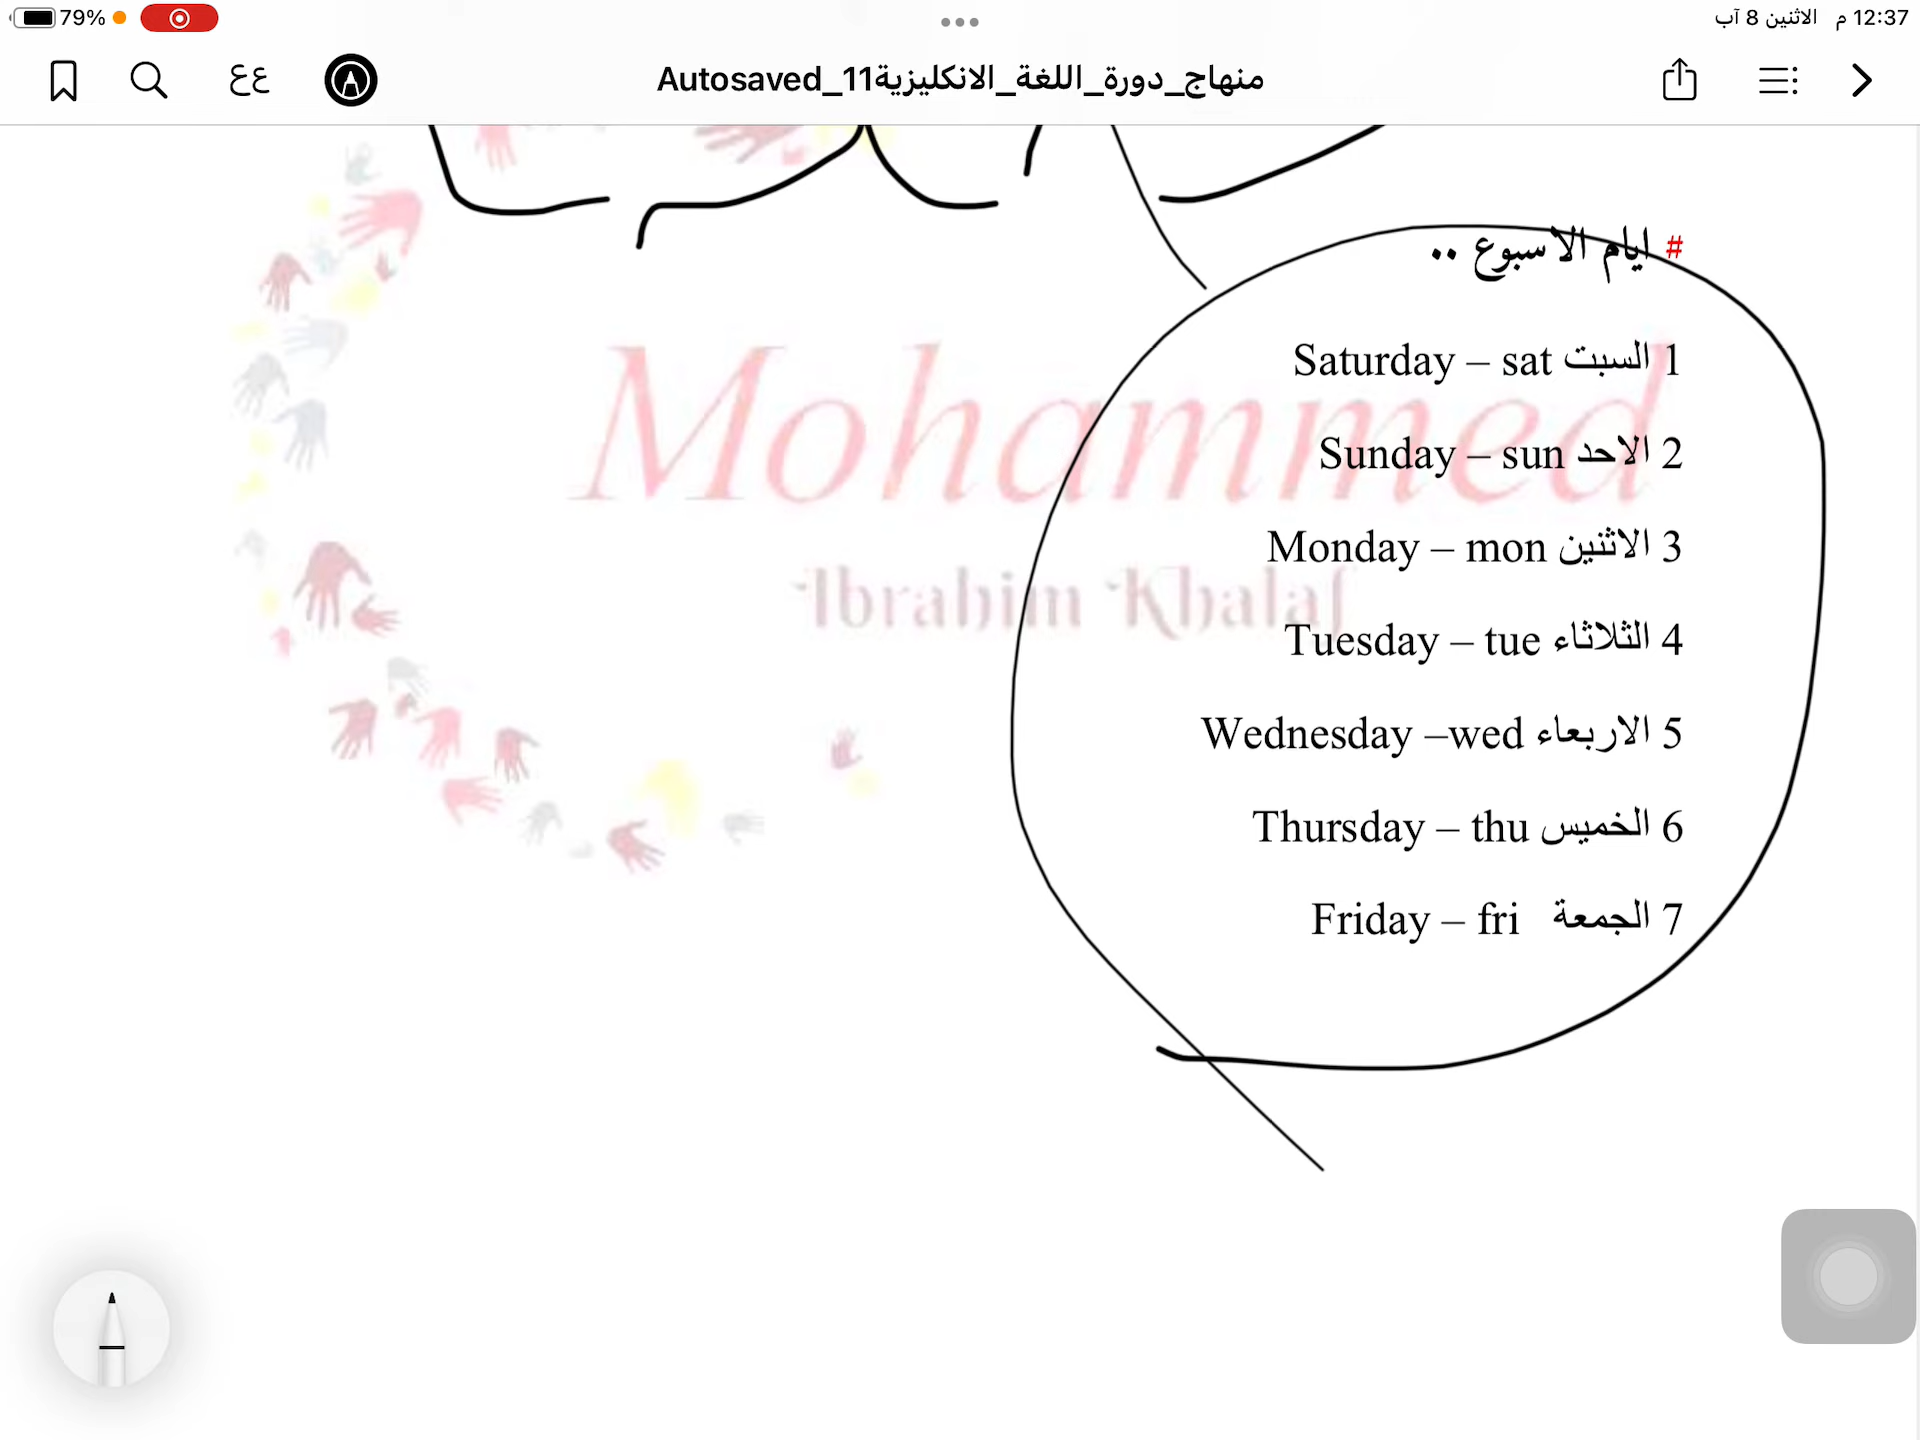 79%
12:37 م الاثنين 8 آب
عع
منهاج_دورة_اللغة_الانكليزية11_Autosaved
# ايام الاسبوع ..
1 السبت Saturday – sat
2 الاحد Sunday – sun
3 الاثنين Monday – mon
4 الثلاثاء Tuesday – tue
5 الاربعاء Wednesday –wed
6 الخميس Thursday – thu
7 الجمعة Friday – fri
Mohammed
Ibrahim Khalaf